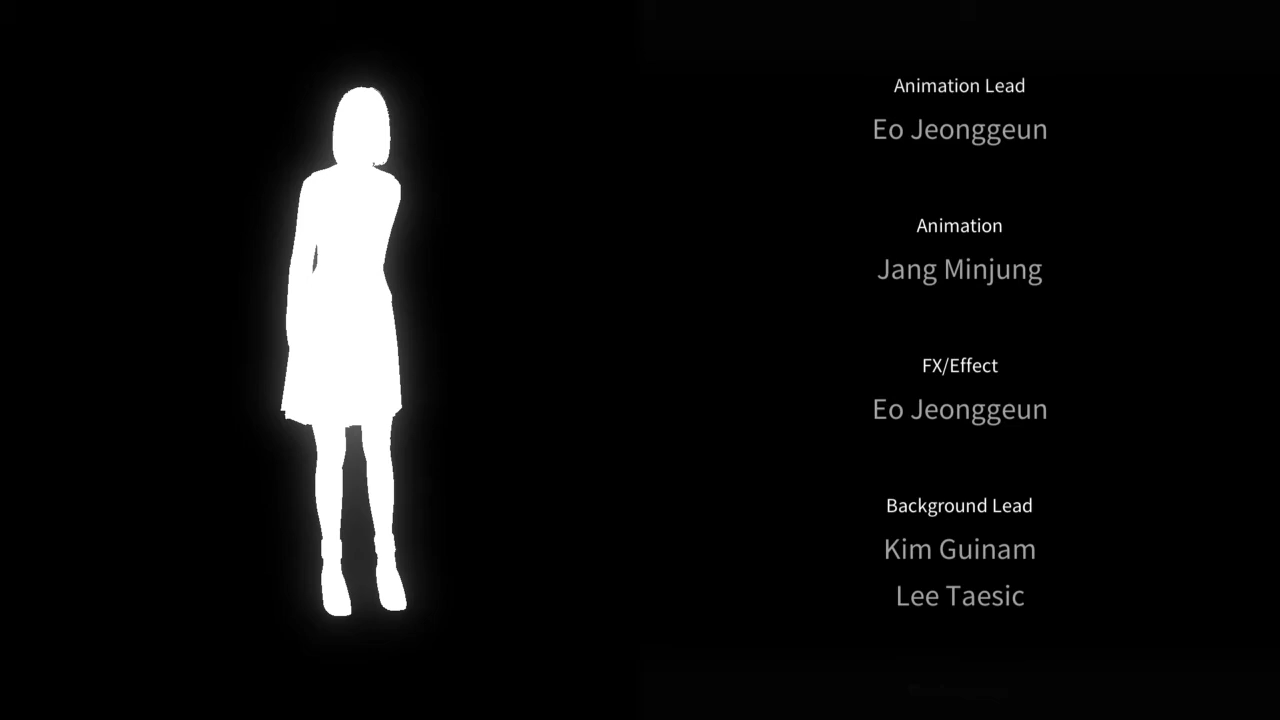 Animation Lead
Eo Jeonggeun
Animation
Jang Minjung
FX/Effect
Eo Jeonggeun
Background Lead
Kim Guinam
Lee Taesic